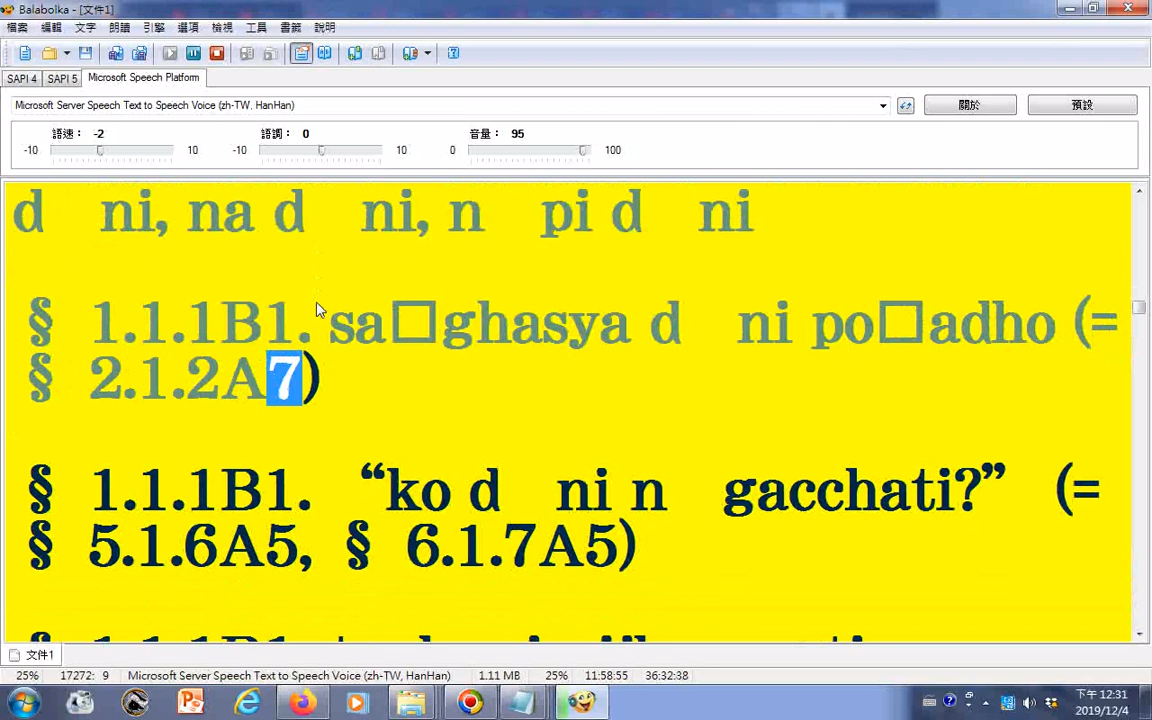 Balabolka - [文件1]
檔案 編輯 文字 朗讀 引擎 選項 檢視 工具 書籤 說明
SAPI 4 SAPI 5 Microsoft Speech Platform
Microsoft Server Speech Text to Speech Voice (zh-TW, HanHan) 關於 預設
語速： -2 語調： 0 音量： 95
-10 10 -10 10 0 100
d ni, na d ni, n pi d ni
§ 1.1.1B1. sa□ghasya d ni po□adho (=
§ 2.1.2A7)
§ 1.1.1B1. “ko d ni n gacchati?” (=
§ 5.1.6A5, § 6.1.7A5)
文件1
25% 17272: 9 Microsoft Server Speech Text to Speech Voice (zh-TW, HanHan) 1.11 MB 25% 11:58:55 36:32:38
下午 12:31
2019/12/4